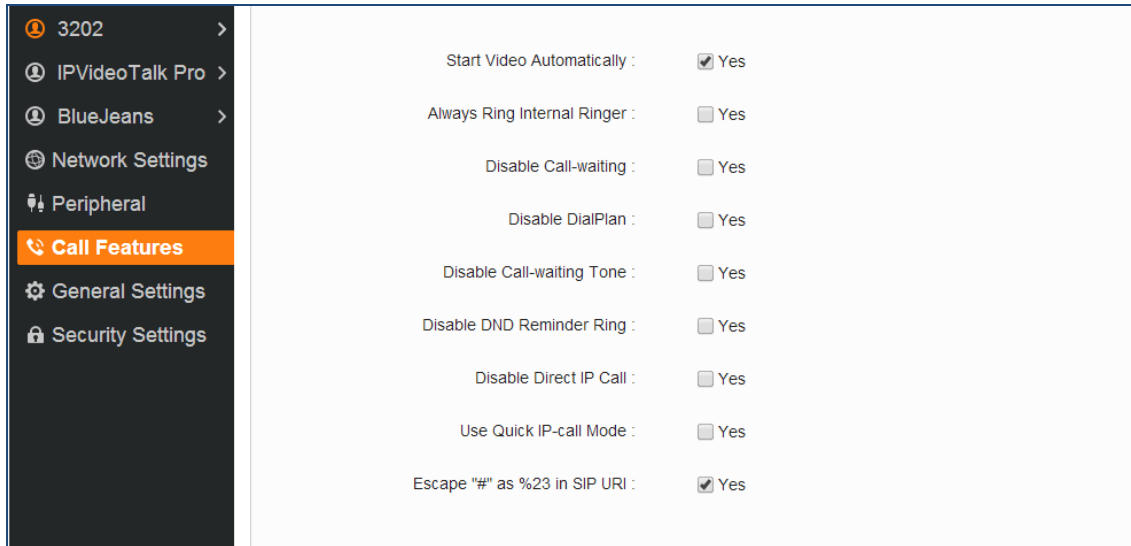 3202
IPVideoTalk Pro
BlueJeans
Network Settings
Peripheral
Call Features
General Settings
Security Settings
Start Video Automatically : Yes
Always Ring Internal Ringer : Yes
Disable Call-waiting : Yes
Disable DialPlan : Yes
Disable Call-waiting Tone : Yes
Disable DND Reminder Ring : Yes
Disable Direct IP Call : Yes
Use Quick IP-call Mode : Yes
Escape "#" as %23 in SIP URI : Yes